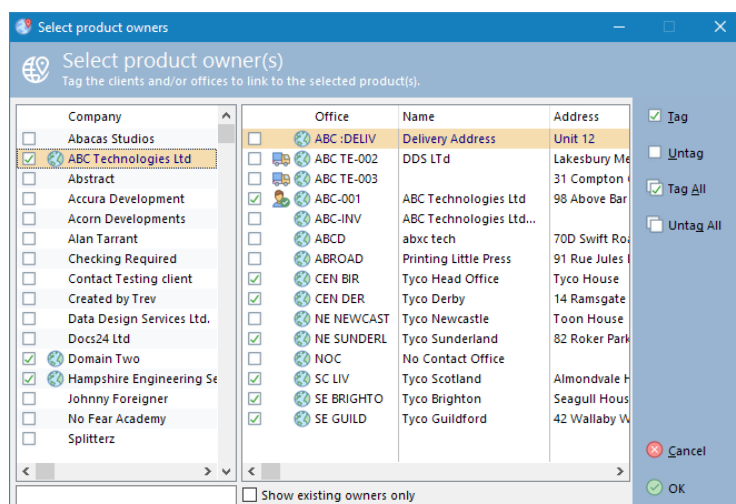 Select product owners
Select product owner(s)
Tag the clients and/or offices to link to the selected product(s).
Company
Abacas Studios
ABC Technologies Ltd
Abstract
Accura Development
Acorn Developments
Alan Tarrant
Checking Required
Contact Testing client
Created by Trev
Data Design Services Ltd.
Docs24 Ltd
Domain Two
Hampshire Engineering Se
Johnny Foreigner
No Fear Academy
Splitterz
Office Name Address
ABC :DELIV Delivery Address Unit 12
ABC TE-002 DDS LTd Lakesbury Me
ABC TE-003 31 Compton
ABC-001 ABC Technologies Ltd 98 Above Bar
ABC-INV ABC Technologies Ltd...
ABCD abxc tech 70D Swift Roa
ABROAD Printing Little Press 91 Rue Jules
CEN BIR Tyco Head Office Tyco House
CEN DER Tyco Derby 14 Ramsgate
NE NEWCAST Tyco Newcastle Toon House
NE SUNDERL Tyco Sunderland 82 Roker Park
NOC No Contact Office
SC LIV Tyco Scotland Almondvale H
SE BRIGHTO Tyco Brighton Seagull Hous
SE GUILD Tyco Guildford 42 Wallaby W
Show existing owners only
Tag
Untag
Tag All
Untag All
Cancel
OK